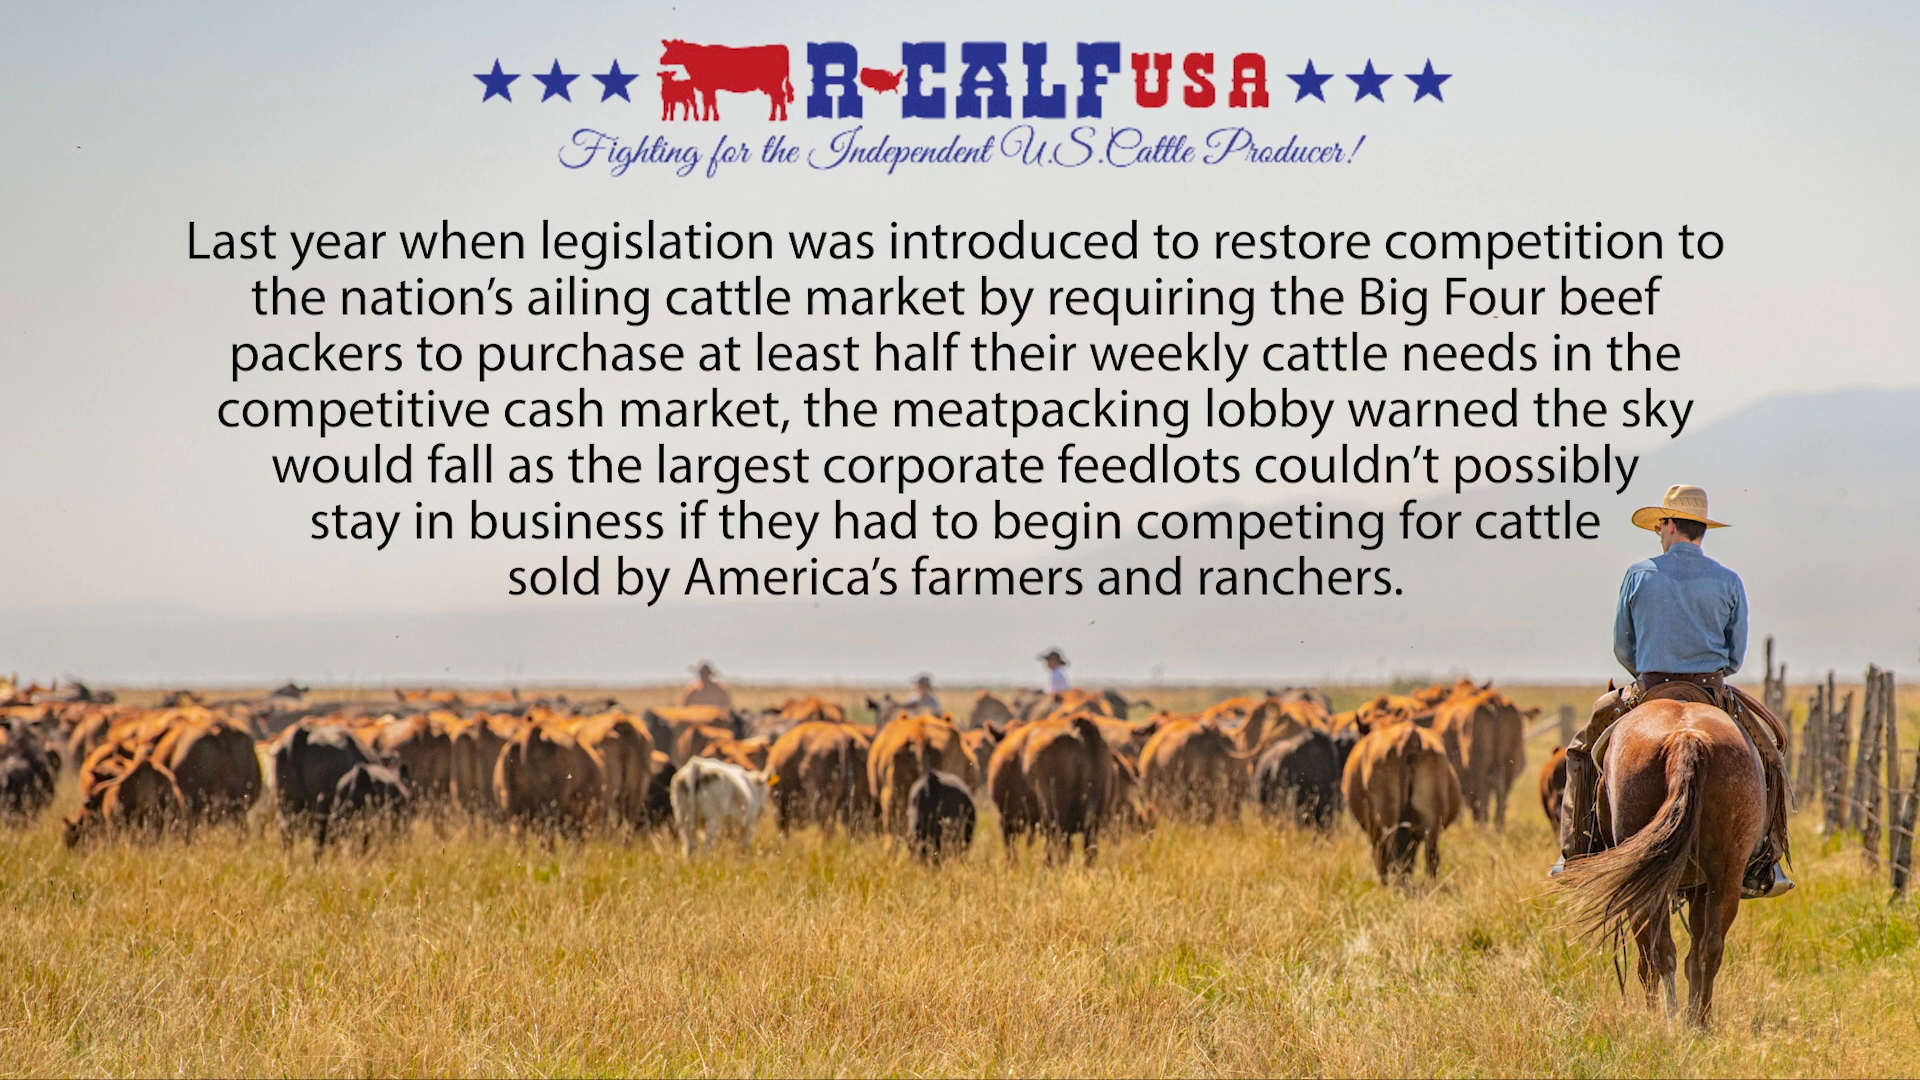 R-CALF USA
Fighting for the Independent U.S. Cattle Producer!
Last year when legislation was introduced to restore competition to
the nation’s ailing cattle market by requiring the Big Four beef
packers to purchase at least half their weekly cattle needs in the
competitive cash market, the meatpacking lobby warned the sky
would fall as the largest corporate feedlots couldn’t possibly
stay in business if they had to begin competing for cattle
sold by America’s farmers and ranchers.